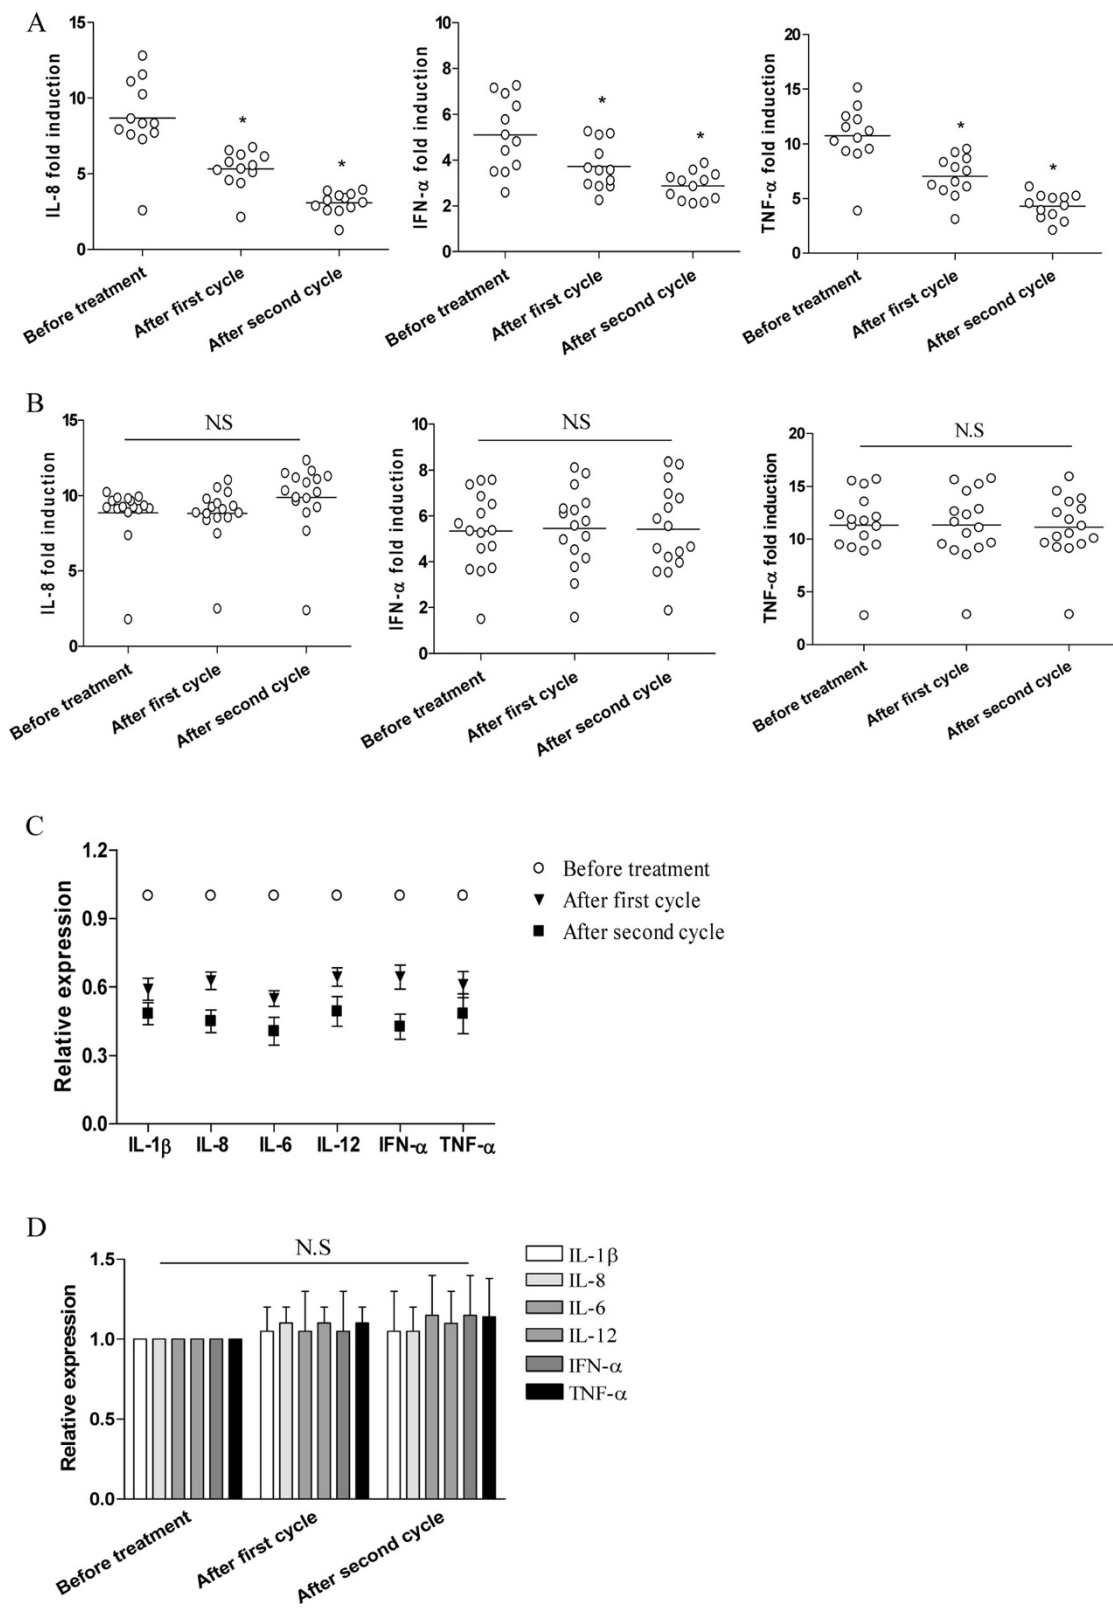 A
IL-8 fold induction
15
10
5
0
*
*
Before treatment
After first cycle
After second cycle
IFN-α fold induction
10
8
6
4
2
0
*
*
Before treatment
After first cycle
After second cycle
TNF-α fold induction
20
15
10
5
0
*
*
Before treatment
After first cycle
After second cycle
B
IL-8 fold induction
15
10
5
0
N.S
Before treatment
After first cycle
After second cycle
IFN-α fold induction
10
8
6
4
2
0
N.S
Before treatment
After first cycle
After second cycle
TNF-α fold induction
20
15
10
5
0
N.S
Before treatment
After first cycle
After second cycle
C
Relative expression
1.2
0.9
0.6
0.3
0.0
IL-1β IL-8 IL-6 IL-12 IFN-α TNF-α
Before treatment
After first cycle
After second cycle
D
Relative expression
1.5
1.0
0.5
0.0
N.S
Before treatment
After first cycle
After second cycle
IL-1β
IL-8
IL-6
IL-12
IFN-α
TNF-α